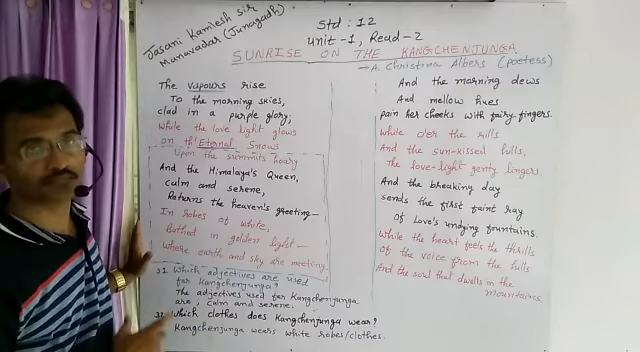 Jasani Kamlesh sir
Manavadar (Junagadh)
Std : 12
Unit-1, Read-2
SUNRISE ON THE KANGCHENJUNGA
→ A. Christina Albers (poetess)
The vapours rise
To the morning skies,
clad in a purple glory;
While the love light glows
on th' Eternal snows
Upon the summits hoary
And the Himalaya's Queen,
calm and serene,
Returns the heaven's greeting—
In robes of white,
Bathed in golden light—
where earth and sky are meeting.
31. Which adjectives are used
for Kangchenjunga?
The adjectives used for Kangchenjunga
are, calm and serene.
32. Which clothes does Kangchenjunga wear?
Kangchenjunga wears white robes/clothes.
And the morning dews
And mellow hues
pain her cheeks with fairy fingers.
While o'er the rills
And the sun-kissed hills,
The love-light genty lingers.
And the breaking day
sends the first faint ray
Of Love's undying fountains.
While the heart feels the thrills
of the voice from the hills
And the soul that dwells in the
mountains.